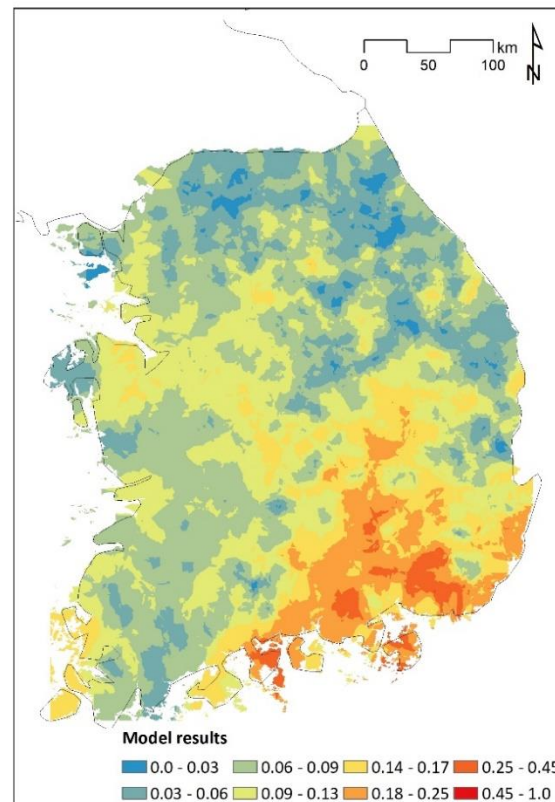 km
0 50 100
N
Model results
0.0 - 0.03 0.06 - 0.09 0.14 - 0.17 0.25 - 0.45
0.03 - 0.06 0.09 - 0.13 0.18 - 0.25 0.45 - 1.0